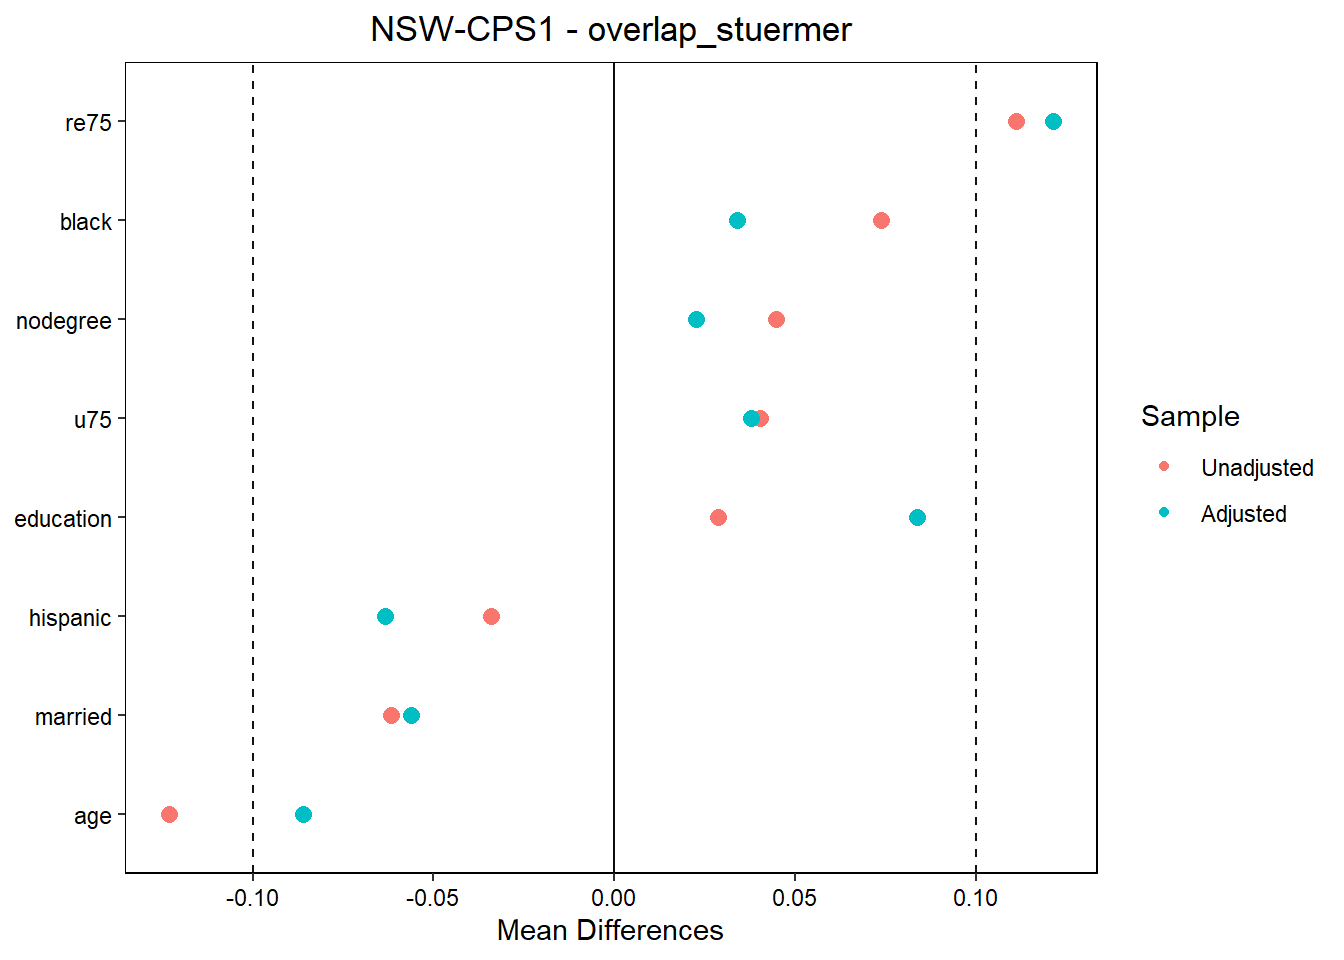 NSW-CPS1 - overlap_stuermer
re75
black
nodegree
u75
education
hispanic
married
age
-0.10
-0.05
0.00
0.05
0.10
Mean Differences
Sample
Unadjusted
Adjusted